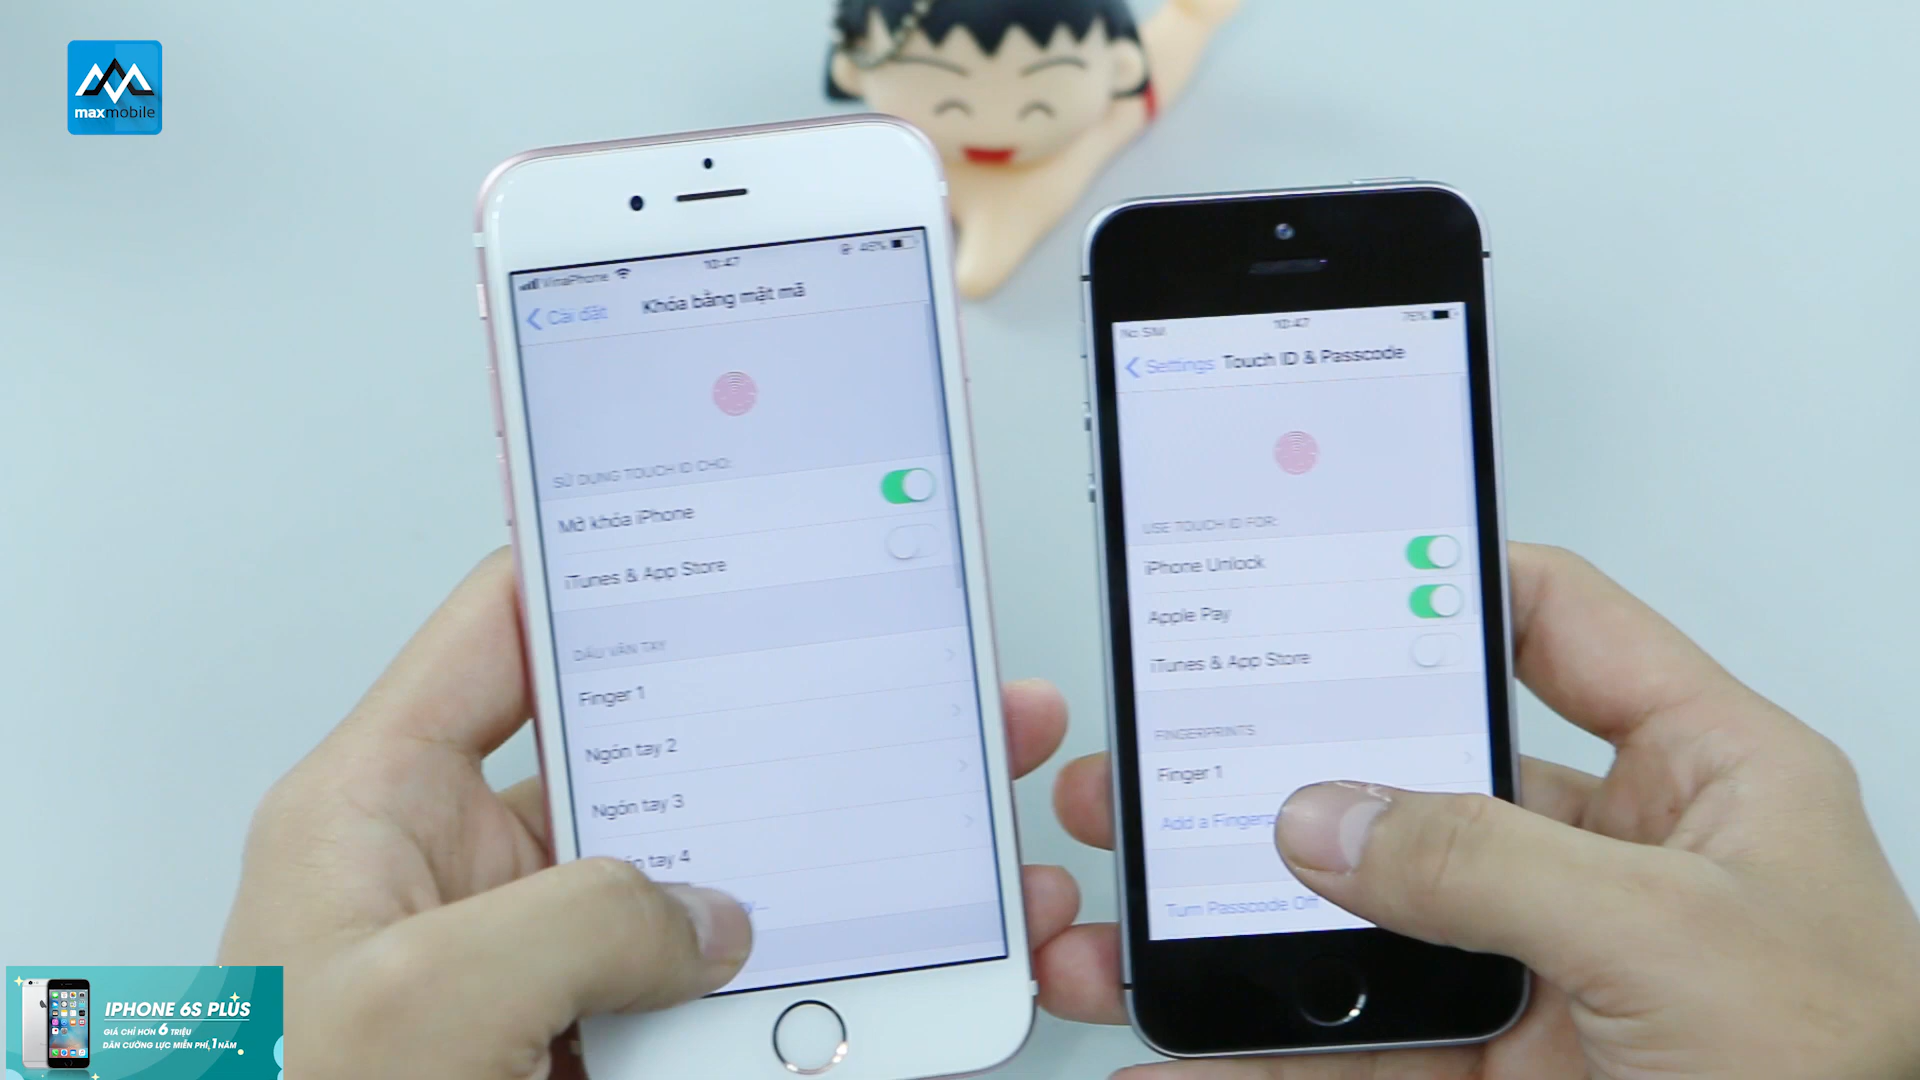 maxmobile
VinaPhone 10:47 46%
Cài đặt Khóa bằng mật mã
SỬ DỤNG TOUCH ID CHO:
Mở khóa iPhone
iTunes & App Store
DẤU VÂN TAY
Finger 1
Ngón tay 2
Ngón tay 3
tay 4
No SIM 10:47 76%
Settings Touch ID & Passcode
USE TOUCH ID FOR:
iPhone Unlock
Apple Pay
iTunes & App Store
FINGERPRINTS
Finger 1
Add a Fingerp
Turn Passcode Off
IPHONE 6S PLUS
GIÁ CHỈ HƠN 6 TRIỆU
DÁN CƯỜNG LỰC MIỄN PHÍ 1 NĂM